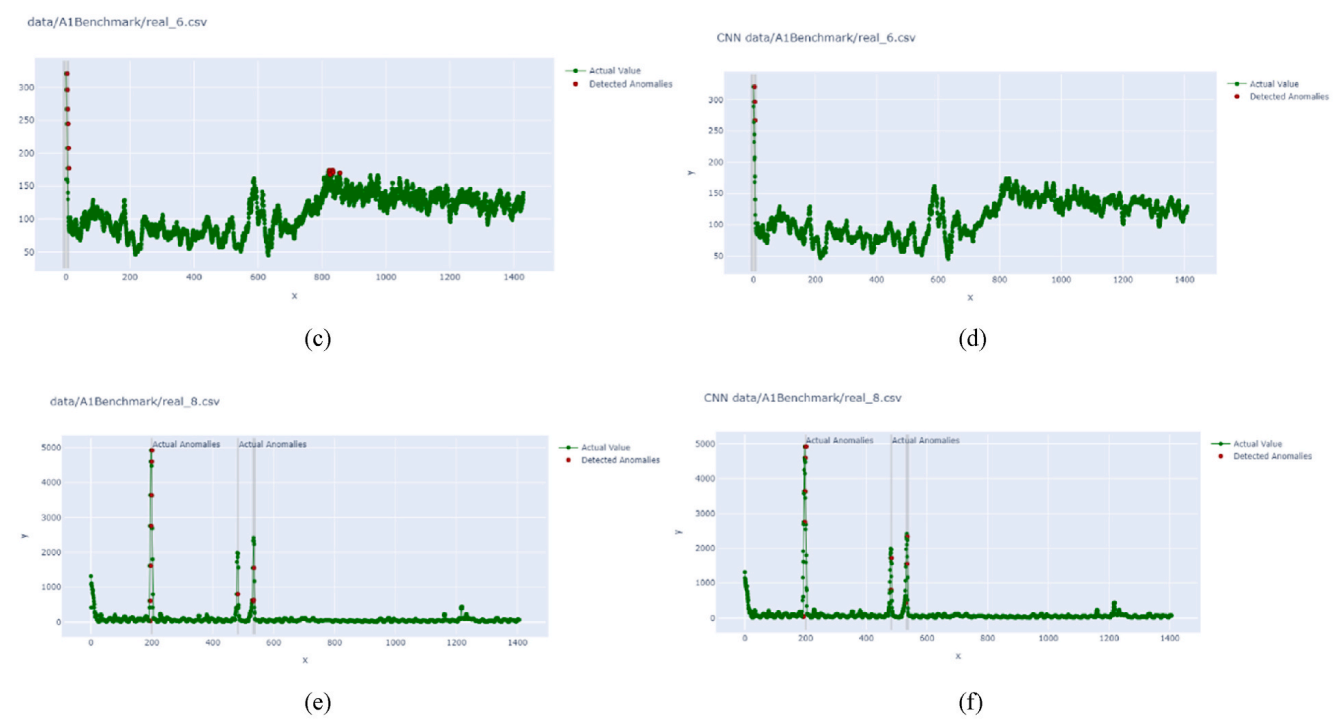 data/A1Benchmark/real_6.csv
CNN data/A1Benchmark/real_6.csv
Actual Value
Detected Anomalies
300
250
200
150
100
50
0
200
400
600
800
1000
1200
1400
x
Actual Value
Detected Anomalies
300
250
200
150
100
50
y
0
200
400
600
800
1000
1200
1400
x
(c)
(d)
data/A1Benchmark/real_8.csv
CNN data/A1Benchmark/real_8.csv
Actual Anomalies
Actual Anomalies
Actual Value
Detected Anomalies
5000
4000
3000
2000
1000
0
y
0
200
400
600
800
1000
1200
1400
x
Actual Anomalies
Actual Anomalies
Actual Value
Detected Anomalies
5000
4000
3000
2000
1000
0
y
0
200
400
600
800
1000
1200
1400
x
(e)
(f)